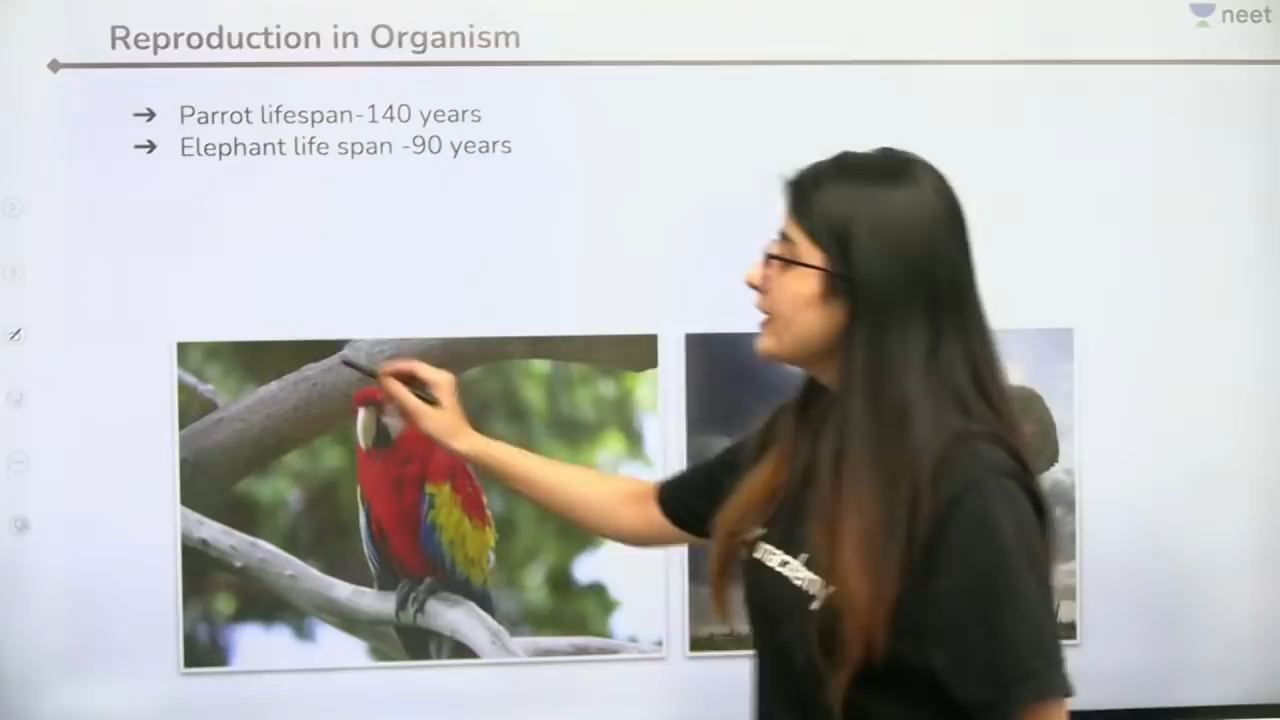 Reproduction in Organism
neet
➔ Parrot lifespan-140 years
➔ Elephant life span -90 years